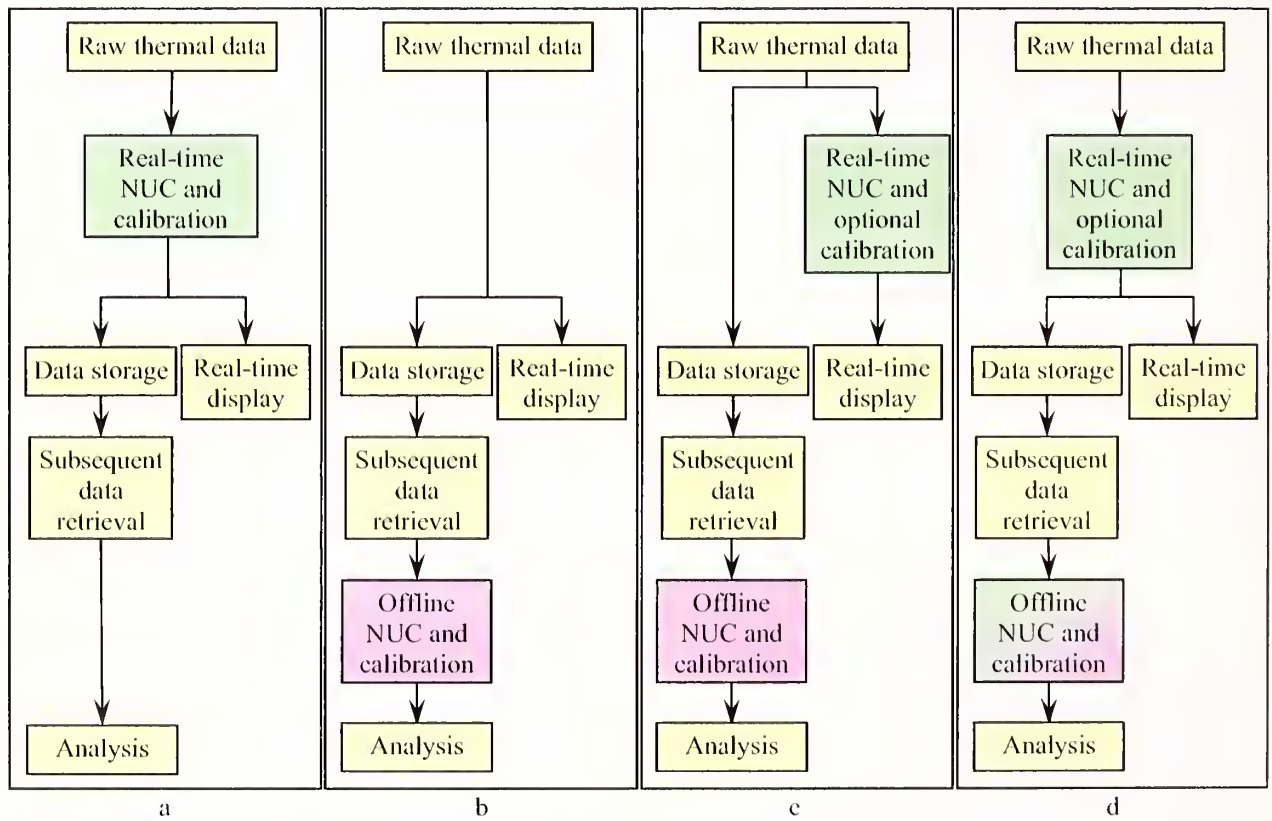 Raw thermal data
Real-time
NUC and
calibration
Data storage
Real-time
display
Subsequent
data
retrieval
Analysis
a
Raw thermal data
Data storage
Real-time
display
Subsequent
data
retrieval
Offline
NUC and
calibration
Analysis
b
Raw thermal data
Real-time
NUC and
optional
calibration
Data storage
Real-time
display
Subsequent
data
retrieval
Offline
NUC and
calibration
Analysis
c
Raw thermal data
Real-time
NUC and
optional
calibration
Data storage
Real-time
display
Subsequent
data
retrieval
Offline
NUC and
calibration
Analysis
d